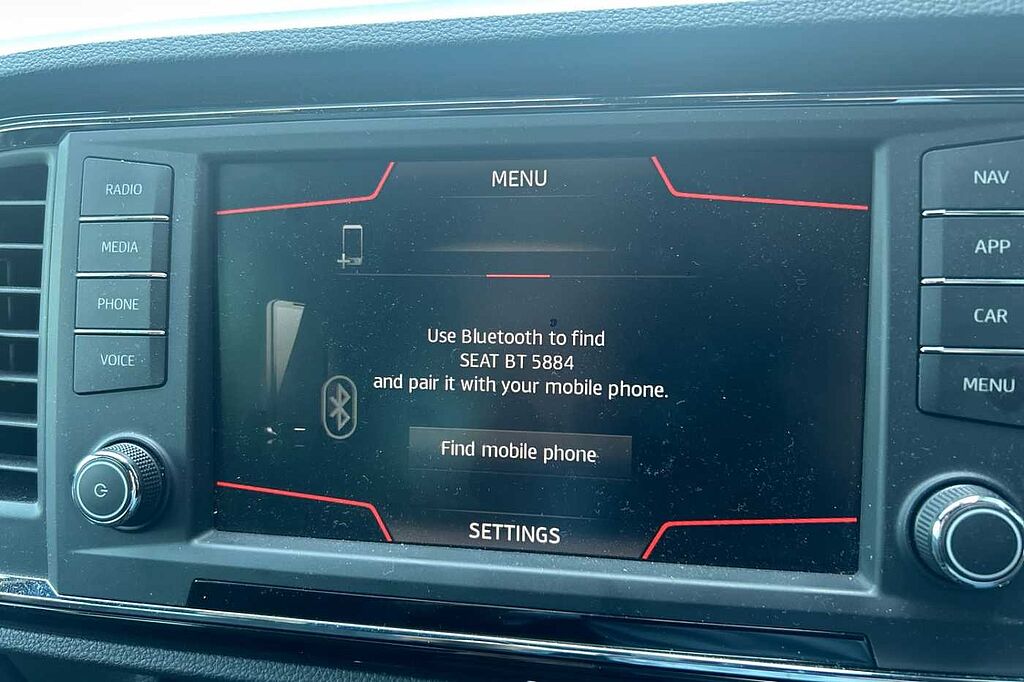 RADIO
MEDIA
PHONE
VOICE
MENU
Use Bluetooth to find
SEAT BT 5884
and pair it with your mobile phone.
Find mobile phone
SETTINGS
NAV
APP
CAR
MENU